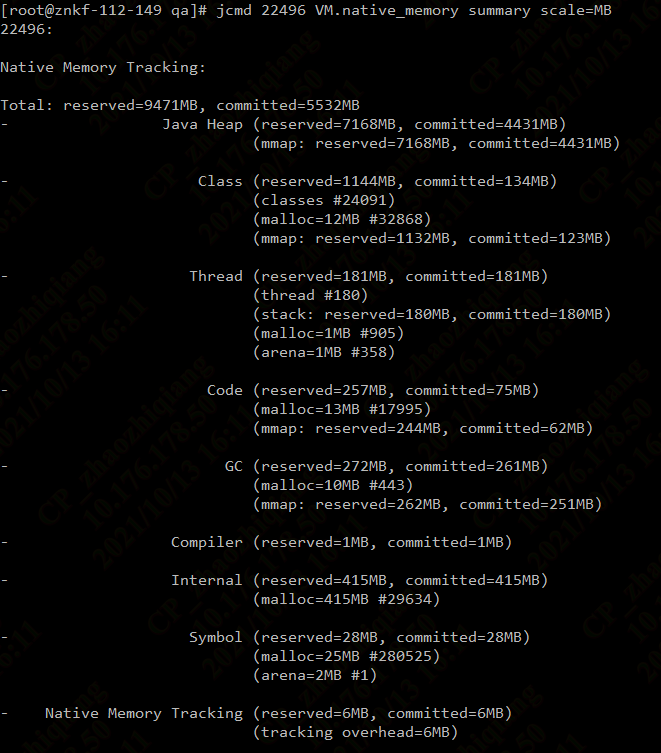 [root@znkf-112-149 qa]# jcmd 22496 VM.native_memory summary scale=MB
22496:
Native Memory Tracking:
Total: reserved=9471MB, committed=5532MB
- Java Heap (reserved=7168MB, committed=4431MB)
(mmap: reserved=7168MB, committed=4431MB)
- Class (reserved=1144MB, committed=134MB)
(classes #24091)
(malloc=12MB #32868)
(mmap: reserved=1132MB, committed=123MB)
- Thread (reserved=181MB, committed=181MB)
(thread #180)
(stack: reserved=180MB, committed=180MB)
(malloc=1MB #905)
(arena=1MB #358)
- Code (reserved=257MB, committed=75MB)
(malloc=13MB #17995)
(mmap: reserved=244MB, committed=62MB)
- GC (reserved=272MB, committed=261MB)
(malloc=10MB #443)
(mmap: reserved=262MB, committed=251MB)
- Compiler (reserved=1MB, committed=1MB)
- Internal (reserved=415MB, committed=415MB)
(malloc=415MB #29634)
- Symbol (reserved=28MB, committed=28MB)
(malloc=25MB #280525)
(arena=2MB #1)
- Native Memory Tracking (reserved=6MB, committed=6MB)
(tracking overhead=6MB)